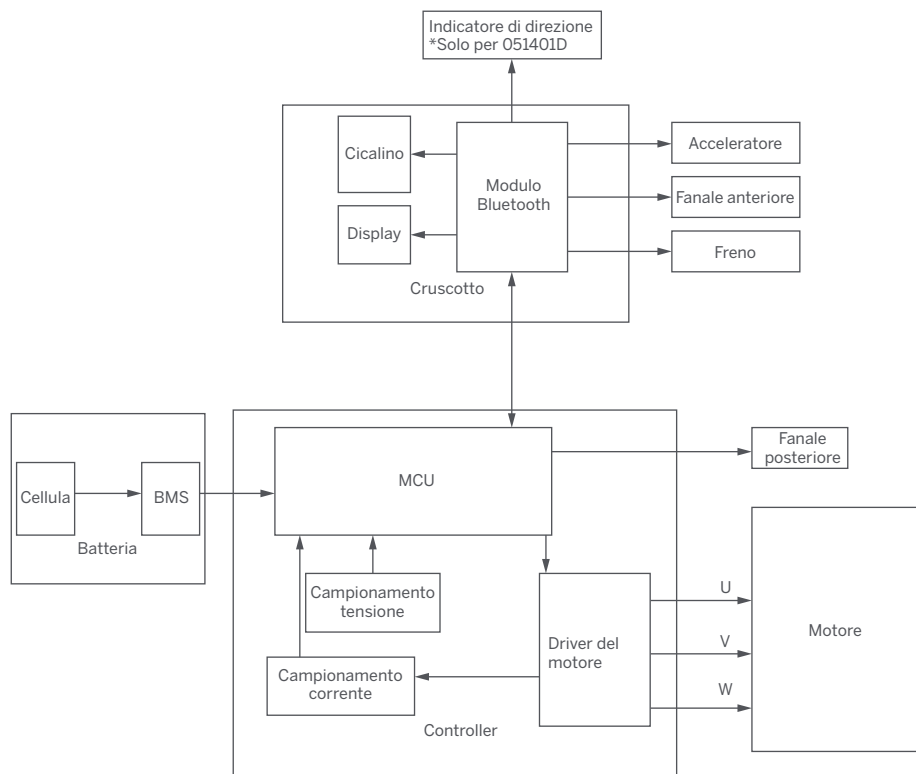 Indicatore di direzione
*Solo per 051401D
Cicalino
Display
Modulo
Bluetooth
Cruscotto
Acceleratore
Fanale anteriore
Freno
Cellula
BMS
Batteria
MCU
Fanale
posteriore
Campionamento
tensione
Campionamento
corrente
Driver del
motore
Controller
U
V
W
Motore